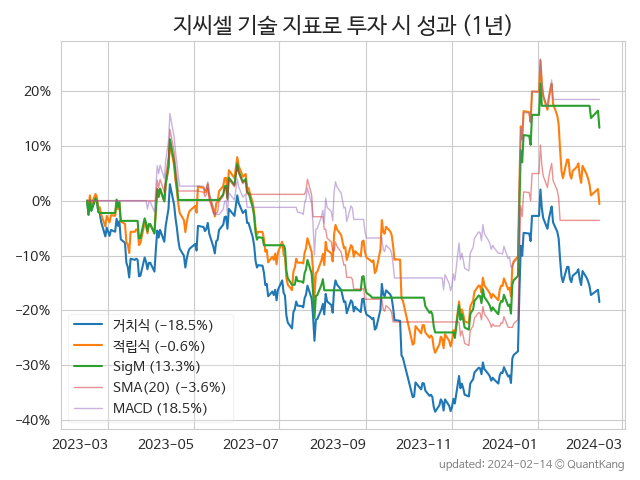 지씨셀 기술 지표로 투자 시 성과 (1년)
20%
10%
0%
−10%
−20%
−30%
−40%
거치식 (−18.5%)
적립식 (−0.6%)
SigM (13.3%)
SMA(20) (−3.6%)
MACD (18.5%)
2023−03
2023−05
2023−07
2023−09
2023−11
2024−01
2024−03
updated: 2024−02−14 ⓒ QuantKang